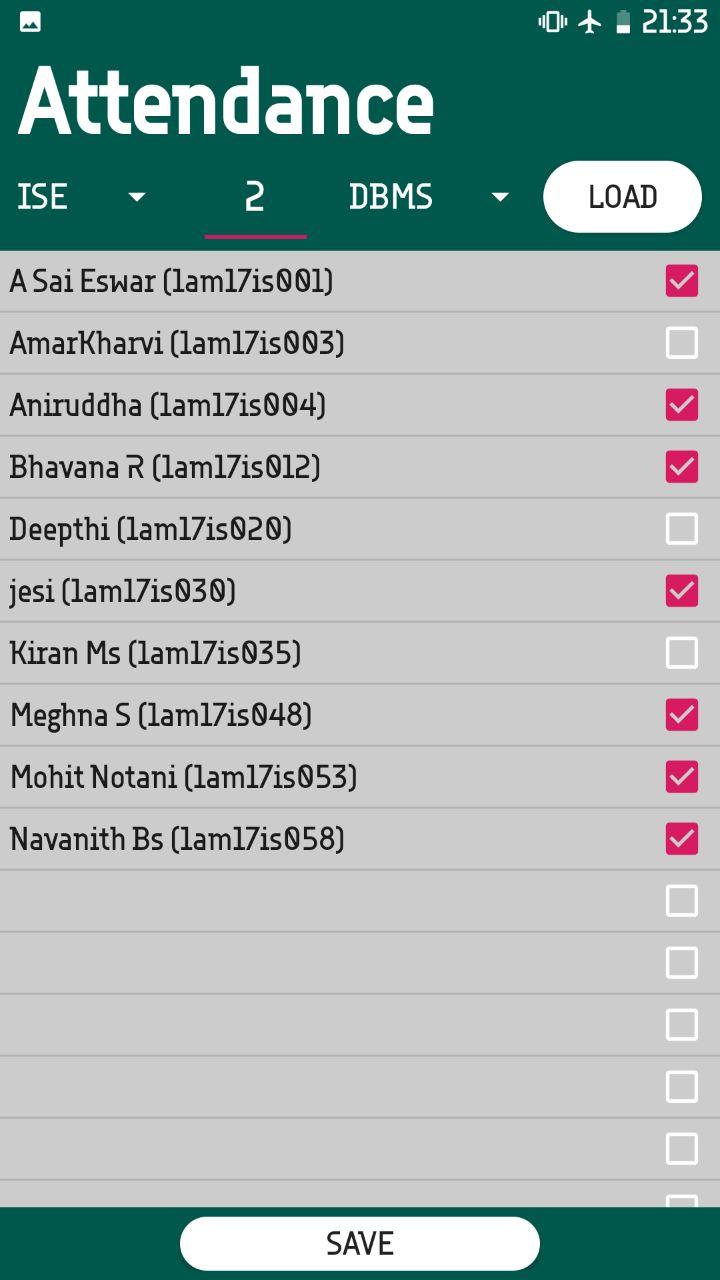 21:33
Attendance
ISE 2 DBMS LOAD
A Sai Eswar (1am17is001)
AmarKharvi (1am17is003)
Aniruddha (1am17is004)
Bhavana R (1am17is012)
Deepthi (1am17is020)
jesi (1am17is030)
Kiran Ms (1am17is035)
Meghna S (1am17is048)
Mohit Notani (1am17is053)
Navanith Bs (1am17is058)
SAVE